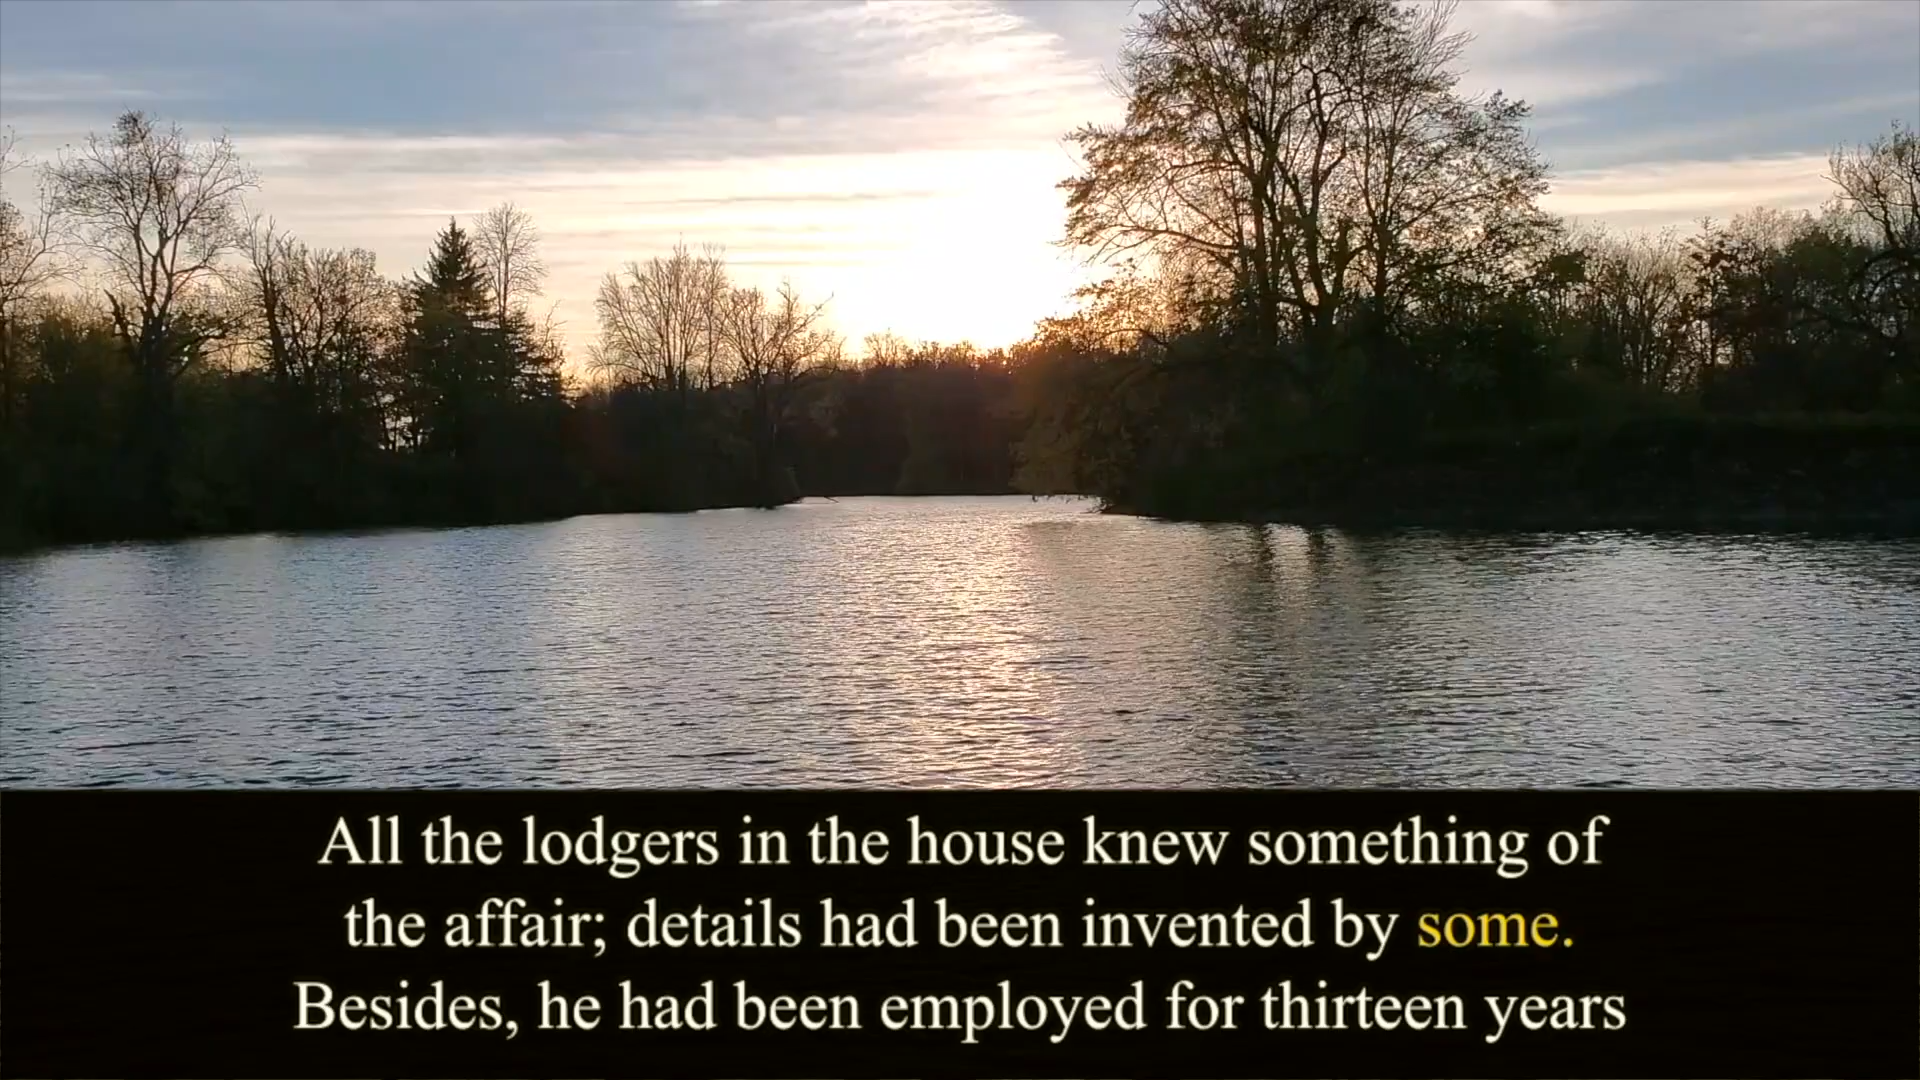 All the lodgers in the house knew something of
the affair; details had been invented by some.
Besides, he had been employed for thirteen years